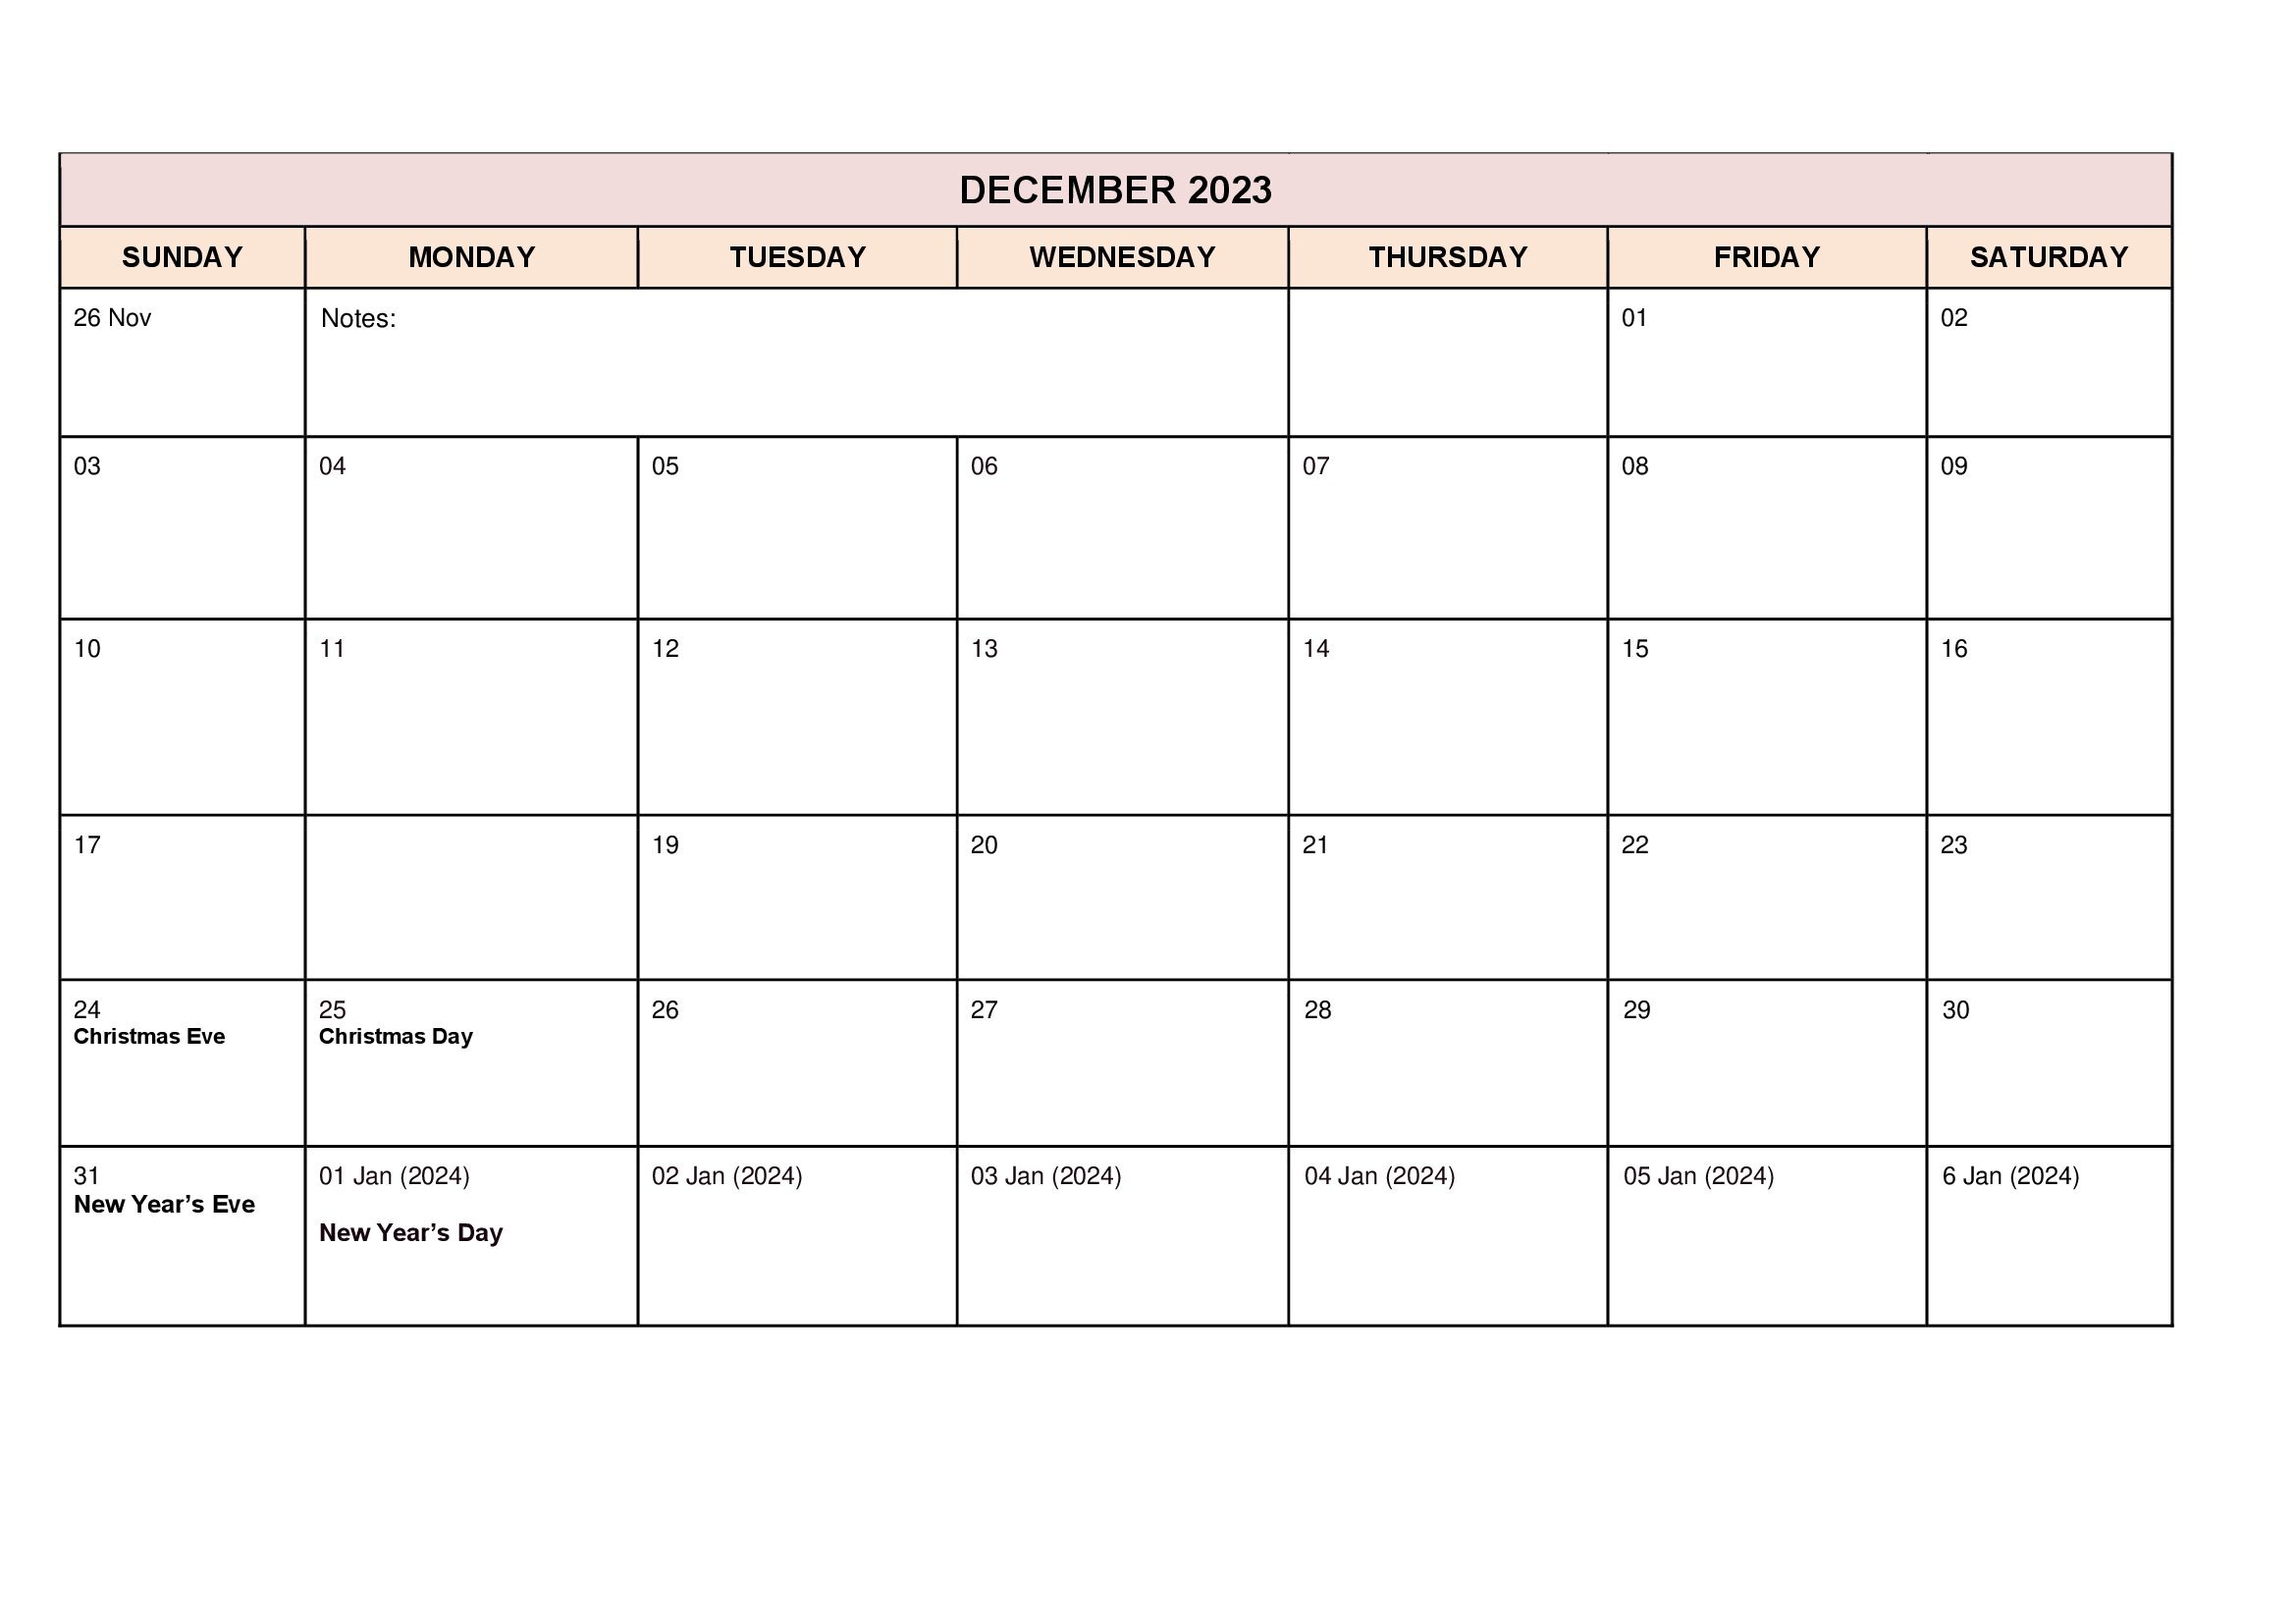 DECEMBER 2023
SUNDAY MONDAY TUESDAY WEDNESDAY THURSDAY FRIDAY SATURDAY
26 Nov Notes: 01 02
03 04 05 06 07 08 09
10 11 12 13 14 15 16
17 19 20 21 22 23
24 25 26 27 28 29 30
Christmas Eve Christmas Day
31 01 Jan (2024) 02 Jan (2024) 03 Jan (2024) 04 Jan (2024) 05 Jan (2024) 6 Jan (2024)
New Year’s Eve
New Year’s Day